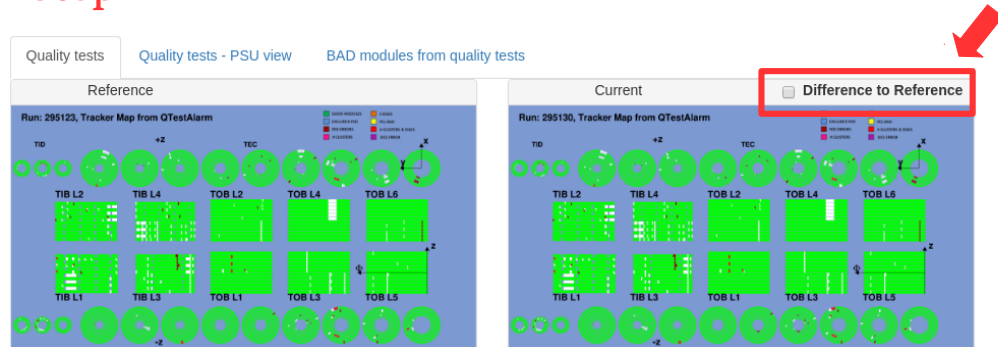 Quality tests
Quality tests - PSU view
BAD modules from quality tests
Reference
Current
Difference to Reference
Run: 295123, Tracker Map from QTestAlarm
TID
+Z
TEC
X
Y
TIB L2
TIB L4
TOB L2
TOB L4
TOB L6
Z
Φ
TIB L1
TIB L3
TOB L1
TOB L3
TOB L5
-Z
Run: 295130, Tracker Map from QTestAlarm
TID
+Z
TEC
X
Y
TIB L2
TIB L4
TOB L2
TOB L4
TOB L6
Z
Φ
TIB L1
TIB L3
TOB L1
TOB L3
TOB L5
-Z